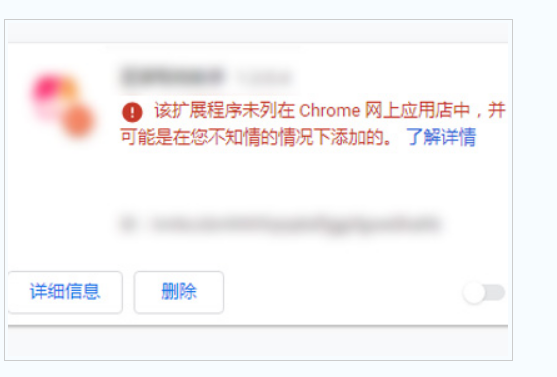 该扩展程序未列在 Chrome 网上应用店中，并
可能是在您不知情的情况下添加的。 了解详情
详细信息 删除